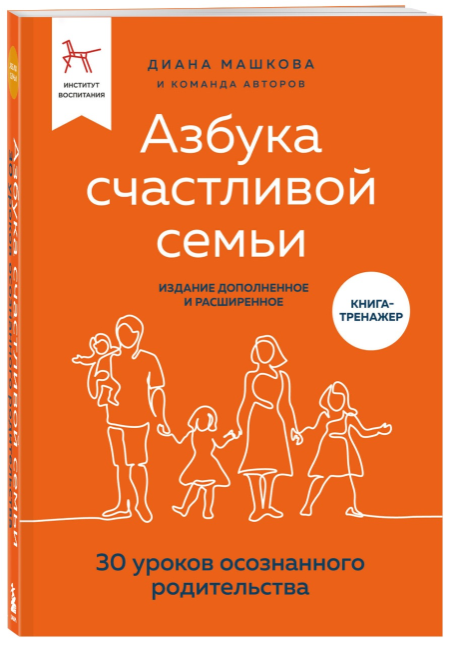 ИНСТИТУТ
ВОСПИТАНИЯ
ДИАНА МАШКОВА
И КОМАНДА АВТОРОВ
Азбука
счастливой
семьи
ИЗДАНИЕ ДОПОЛНЕННОЕ
И РАСШИРЕННОЕ
КНИГА-
ТРЕНАЖЕР
30 уроков осознанного
родительства
Азбука счастливой семьи
30 уроков осознанного родительства